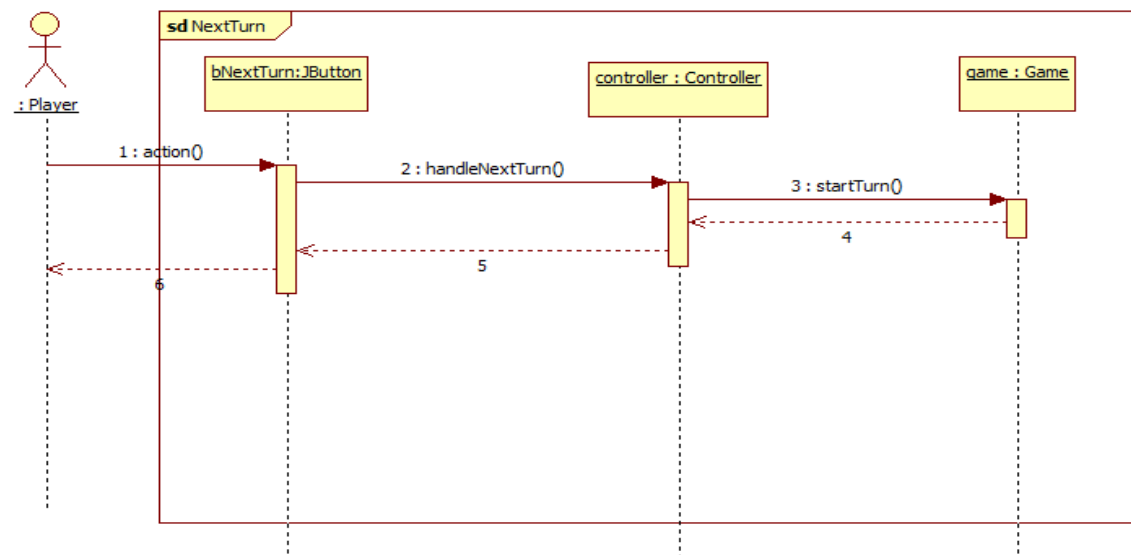 sd NextTurn
: Player
bNextTurn:JButton
controller : Controller
game : Game
1 : action()
2 : handleNextTurn()
3 : startTurn()
4
5
6